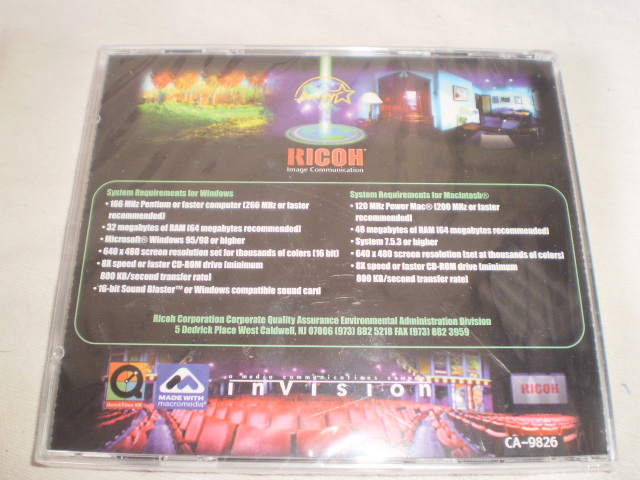 RICOH
Image Communication
System Requirements for Windows
• 166 MHz Pentium or faster computer (266 MHz or faster
recommended)
• 32 megabytes of RAM (64 megabytes recommended)
• Microsoft® Windows 95/98 or higher
• 640 x 480 screen resolution (set for thousands of colors (16 bit)
• 8X speed or faster CD-ROM drive (minimum
800 KB/second transfer rate)
• 16-bit Sound Blaster™ or Windows compatible sound card
System Requirements for Macintosh®
• 120 MHz Power Mac® (200 MHz or faster
recommended)
• 48 megabytes of RAM (64 megabytes recommended)
• System 7.5.3 or higher
• 640 x 480 screen resolution (set at thousands of colors)
• 8X speed or faster CD-ROM drive (minimum
800 KB/second transfer rate)
Ricoh Corporation Corporate Quality Assurance Environmental Administration Division
5 Dedrick Place West Caldwell, NJ 07006 (973) 882 5218 FAX (973) 882 3959
a media communications company
invision
QuickTime VR
MADE WITH
macromedia
RICOH
CA-9826